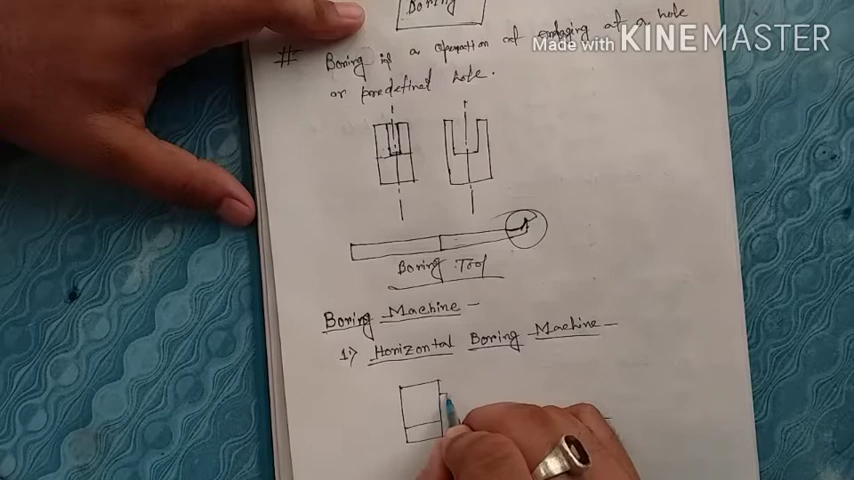 Boring
# Boring is a operation of enlarging of a hole
or predefined hole.
Made with KINEMASTER
Boring Tool
Boring Machine -
1.> Horizontal Boring Machine -